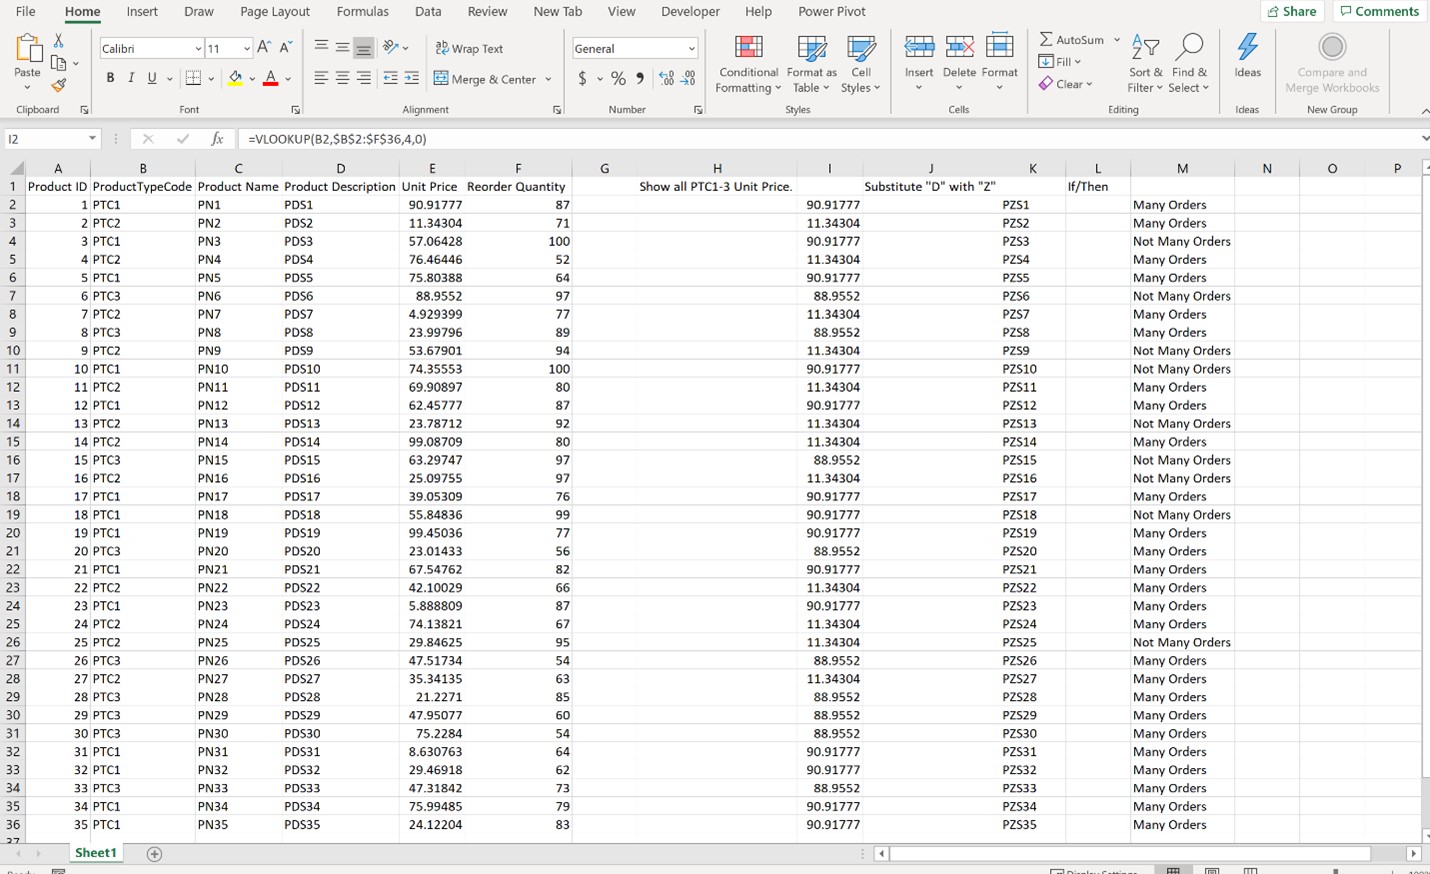 File Home Insert Draw Page Layout Formulas Data Review New Tab View Developer Help Power Pivot Share Comments
Paste Calibri 11 A A ab Wrap Text General Conditional Formatting Format as Table Cell Styles Insert Delete Format AutoSum Fill Clear Sort & Filter Find & Select Ideas Compare and Merge Workbooks
B I U A Merge & Center $ % ,
Clipboard Font Alignment Number Styles Cells Editing Ideas New Group
I2 fx =VLOOKUP(B2,$B$2:$F$36,4,0)
A B C D E F G H I J K L M N O P
1 Product ID ProductTypeCode Product Name Product Description Unit Price Reorder Quantity Show all PTC1-3 Unit Price. Substitute "D" with "Z" If/Then
2 1 PTC1 PN1 PDS1 90.91777 87 90.91777 PZS1 Many Orders
3 2 PTC2 PN2 PDS2 11.34304 71 11.34304 PZS2 Many Orders
4 3 PTC1 PN3 PDS3 57.06428 100 90.91777 PZS3 Not Many Orders
5 4 PTC2 PN4 PDS4 76.46446 52 11.34304 PZS4 Many Orders
6 5 PTC1 PN5 PDS5 75.80388 64 90.91777 PZS5 Many Orders
7 6 PTC3 PN6 PDS6 88.9552 97 88.9552 PZS6 Not Many Orders
8 7 PTC2 PN7 PDS7 4.929399 77 11.34304 PZS7 Many Orders
9 8 PTC3 PN8 PDS8 23.99796 89 88.9552 PZS8 Many Orders
10 9 PTC2 PN9 PDS9 53.67901 94 11.34304 PZS9 Not Many Orders
11 10 PTC1 PN10 PDS10 74.35553 100 90.91777 PZS10 Not Many Orders
12 11 PTC2 PN11 PDS11 69.90897 80 11.34304 PZS11 Many Orders
13 12 PTC1 PN12 PDS12 62.45777 87 90.91777 PZS12 Many Orders
14 13 PTC2 PN13 PDS13 23.78712 92 11.34304 PZS13 Not Many Orders
15 14 PTC2 PN14 PDS14 99.08709 80 11.34304 PZS14 Many Orders
16 15 PTC3 PN15 PDS15 63.29747 97 88.9552 PZS15 Not Many Orders
17 16 PTC2 PN16 PDS16 25.09755 97 11.34304 PZS16 Not Many Orders
18 17 PTC1 PN17 PDS17 39.05309 76 90.91777 PZS17 Many Orders
19 18 PTC1 PN18 PDS18 55.84836 99 90.91777 PZS18 Not Many Orders
20 19 PTC1 PN19 PDS19 99.45036 77 90.91777 PZS19 Many Orders
21 20 PTC3 PN20 PDS20 23.01433 56 88.9552 PZS20 Many Orders
22 21 PTC1 PN21 PDS21 67.54762 82 90.91777 PZS21 Many Orders
23 22 PTC2 PN22 PDS22 42.10029 66 11.34304 PZS22 Many Orders
24 23 PTC1 PN23 PDS23 5.888809 87 90.91777 PZS23 Many Orders
25 24 PTC2 PN24 PDS24 74.13821 67 11.34304 PZS24 Many Orders
26 25 PTC2 PN25 PDS25 29.84625 95 11.34304 PZS25 Not Many Orders
27 26 PTC3 PN26 PDS26 47.51734 54 88.9552 PZS26 Many Orders
28 27 PTC2 PN27 PDS27 35.34135 63 11.34304 PZS27 Many Orders
29 28 PTC3 PN28 PDS28 21.2271 85 88.9552 PZS28 Many Orders
30 29 PTC3 PN29 PDS29 47.95077 60 88.9552 PZS29 Many Orders
31 30 PTC3 PN30 PDS30 75.2284 54 88.9552 PZS30 Many Orders
32 31 PTC1 PN31 PDS31 8.630763 64 90.91777 PZS31 Many Orders
33 32 PTC1 PN32 PDS32 29.46918 62 90.91777 PZS32 Many Orders
34 33 PTC3 PN33 PDS33 47.31842 73 88.9552 PZS33 Many Orders
35 34 PTC1 PN34 PDS34 75.99485 79 90.91777 PZS34 Many Orders
36 35 PTC1 PN35 PDS35 24.12204 83 90.91777 PZS35 Many Orders
37
Sheet1
Display Settings